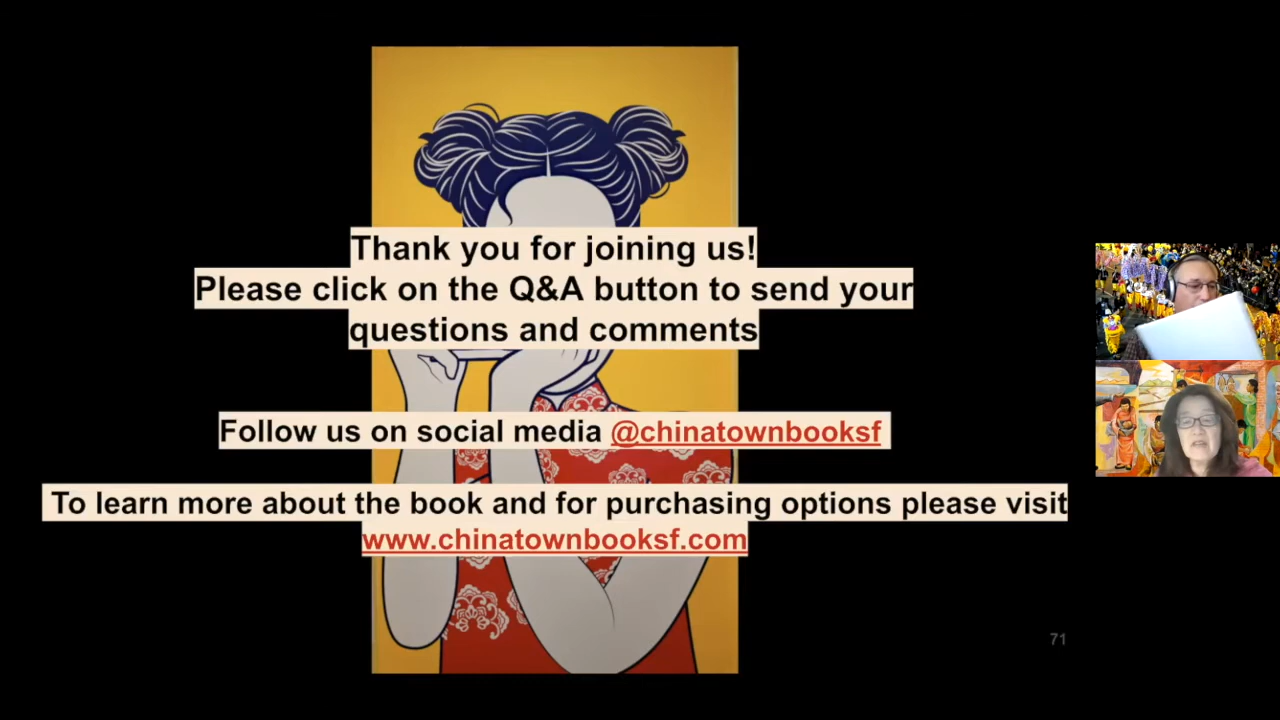 Thank you for joining us!
Please click on the Q&A button to send your
questions and comments
Follow us on social media @chinatownbooksf
To learn more about the book and for purchasing options please visit
www.chinatownbooksf.com
71